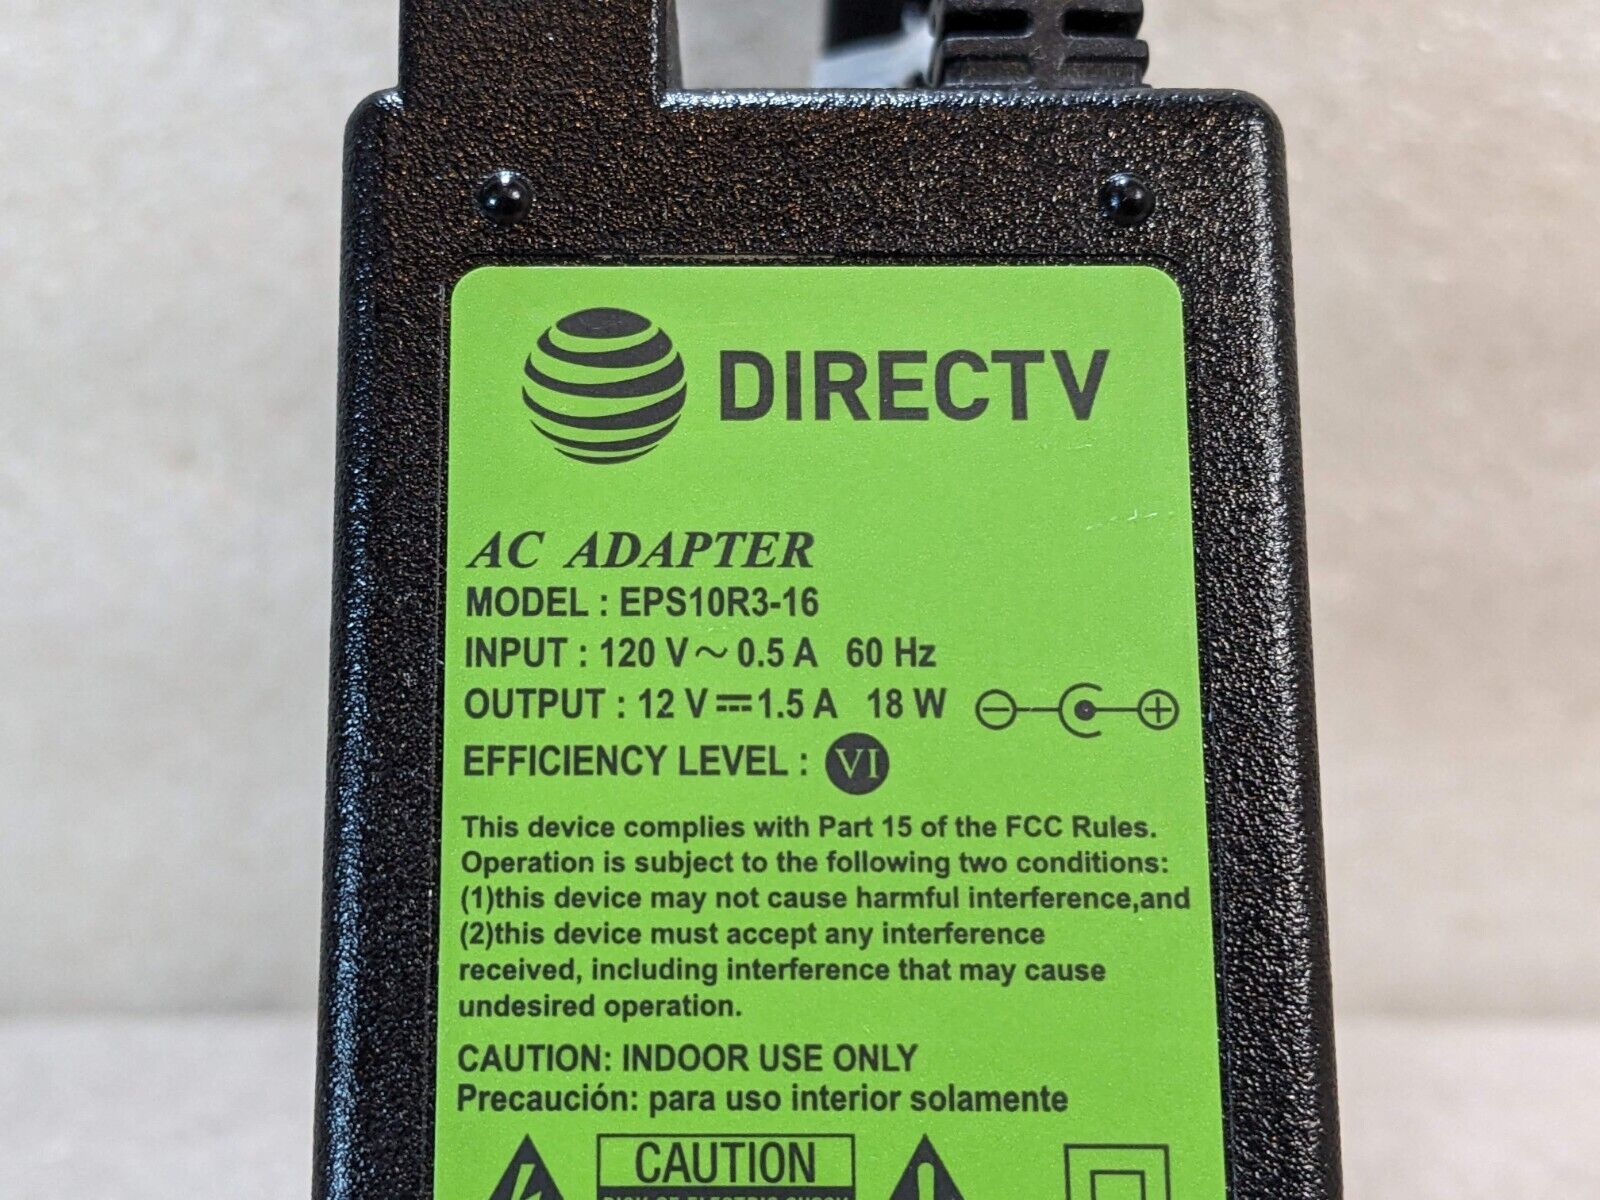 DIRECTV
AC ADAPTER
MODEL : EPS10R3-16
INPUT : 120 V ~ 0.5 A 60 Hz
OUTPUT : 12 V ⎓ 1.5 A 18 W
EFFICIENCY LEVEL : VI
This device complies with Part 15 of the FCC Rules.
Operation is subject to the following two conditions:
(1)this device may not cause harmful interference,and
(2)this device must accept any interference
received, including interference that may cause
undesired operation.
CAUTION: INDOOR USE ONLY
Precaución: para uso interior solamente
CAUTION